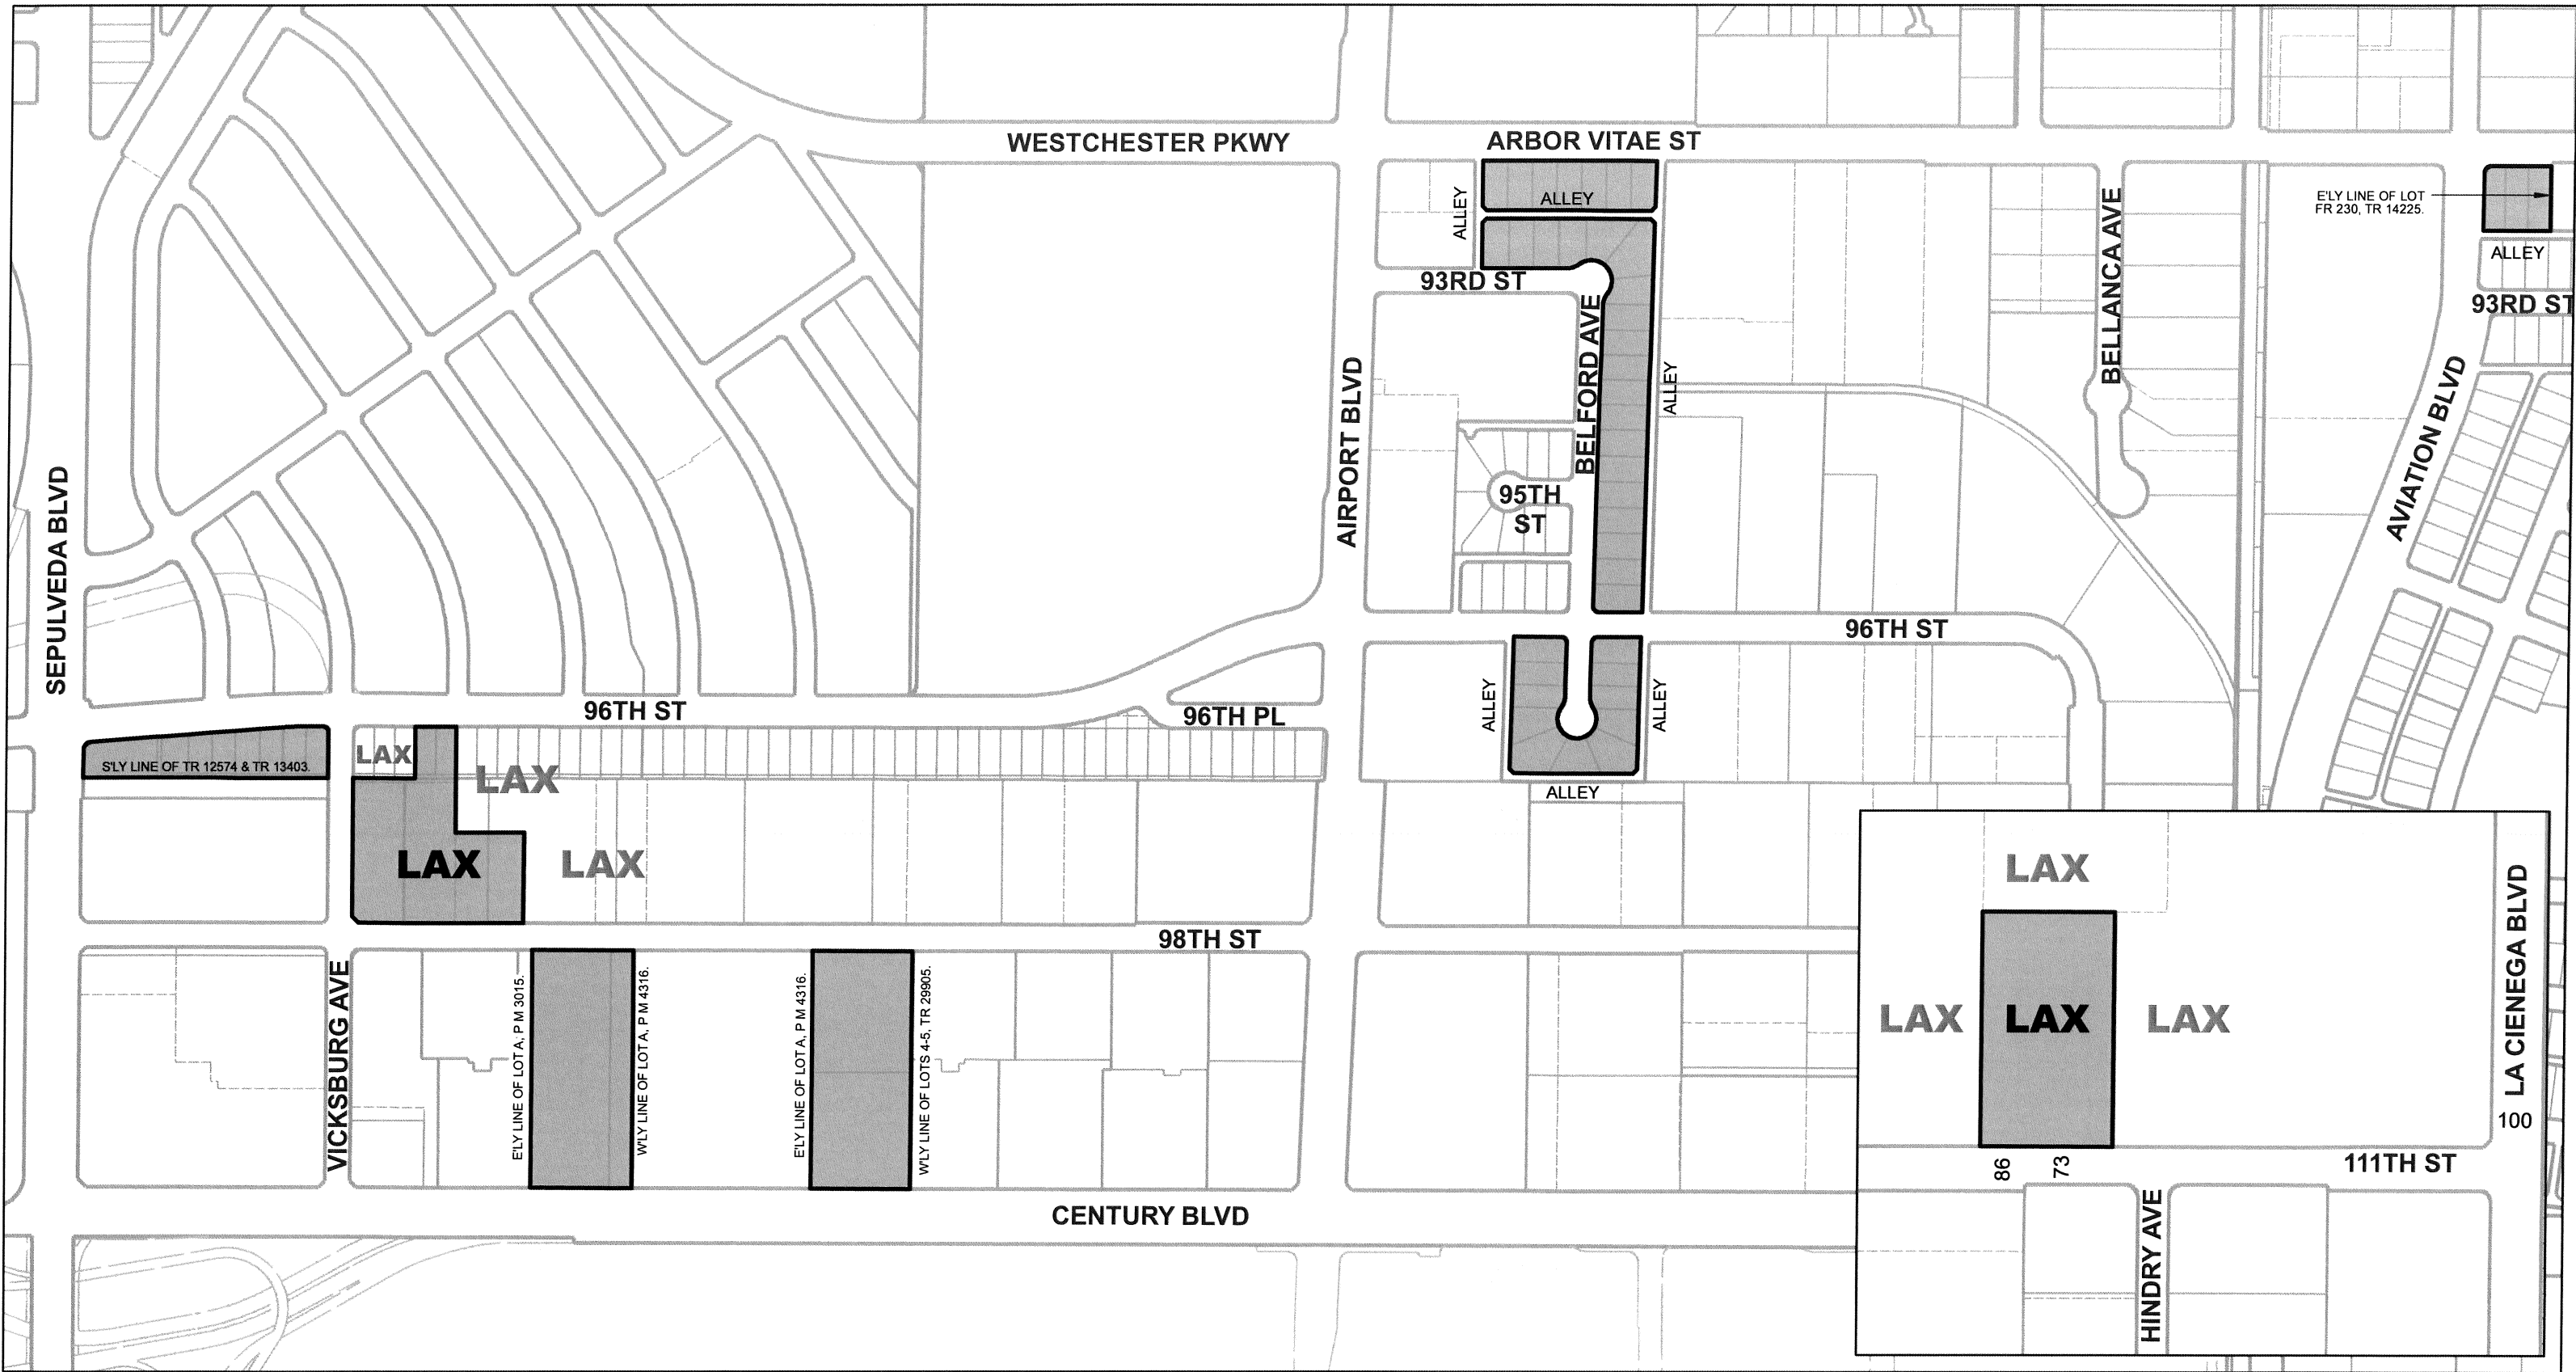 WESTCHESTER PKWY
ARBOR VITAE ST
ALLEY
ALLEY
E'LY LINE OF LOT
FR 230, TR 14225.
ALLEY
93RD ST
93RD ST
BELLANCA AVE
BELFORD AVE
ALLEY
AIRPORT BLVD
AVIATION BLVD
95TH
ST
SEPULVEDA BLVD
96TH ST
96TH ST
96TH PL
ALLEY
ALLEY
ALLEY
S'LY LINE OF TR 12574 & TR 13403.
LAX
LAX
LAX
LAX
98TH ST
VICKSBURG AVE
E'LY LINE OF LOT A, P M 3015.
W'LY LINE OF LOT A, P M 4316.
E'LY LINE OF LOT A, P M 4316.
W'LY LINE OF LOTS 4-5, TR 29905.
CENTURY BLVD
LAX
LAX
LAX
LAX
LA CIENEGA BLVD
100
86
73
111TH ST
HINDRY AVE